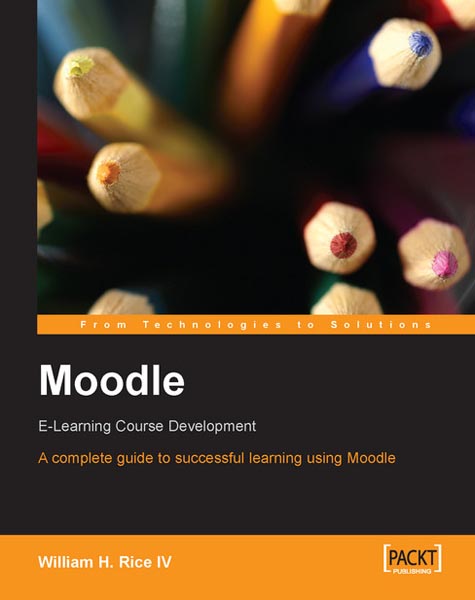 From Technologies to Solutions
Moodle
E-Learning Course Development
A complete guide to successful learning using Moodle
William H. Rice IV
[PACKT]
PUBLISHING